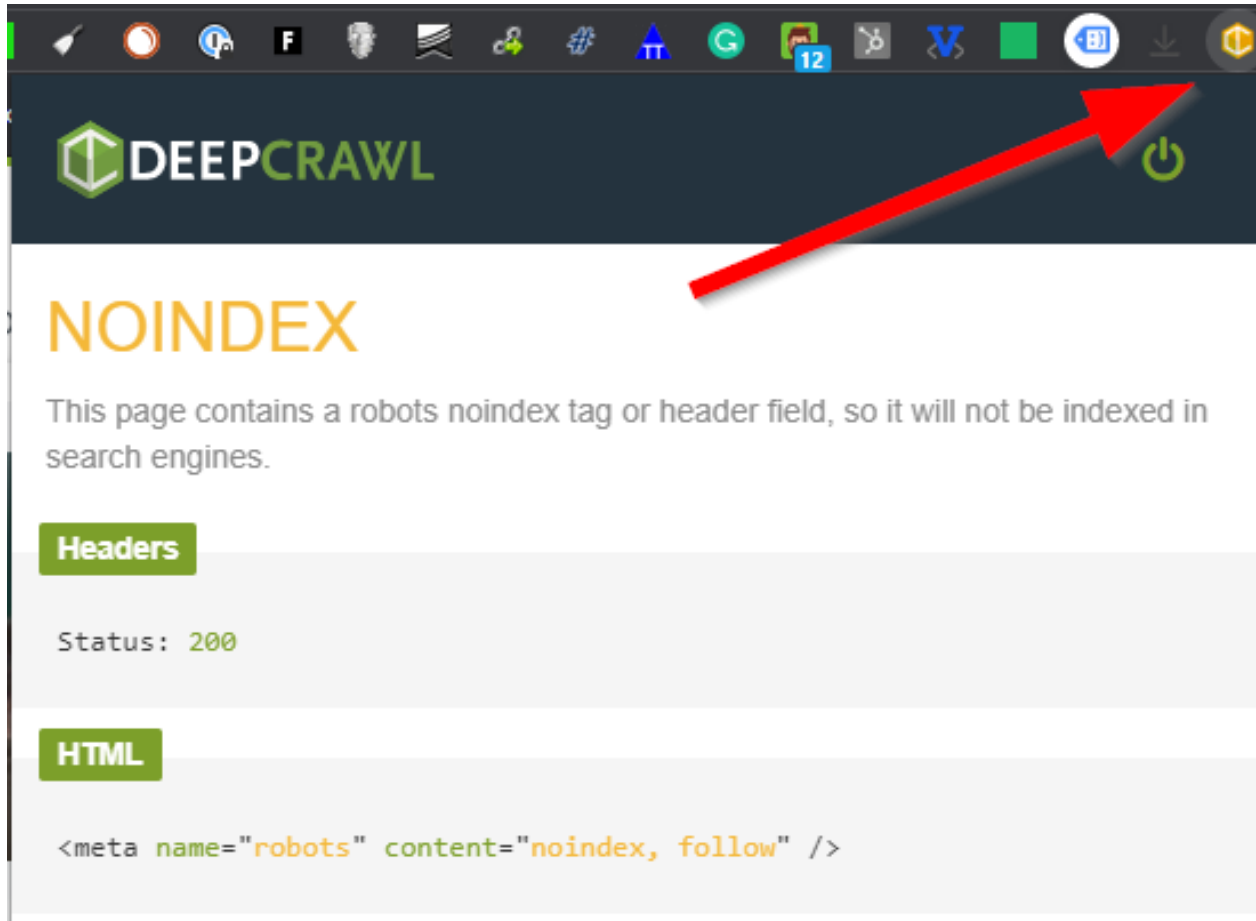 F
12
DEEPCRAWL
NOINDEX
This page contains a robots noindex tag or header field, so it will not be indexed in
search engines.
Headers
Status: 200
HTML
<meta name="robots" content="noindex, follow" />